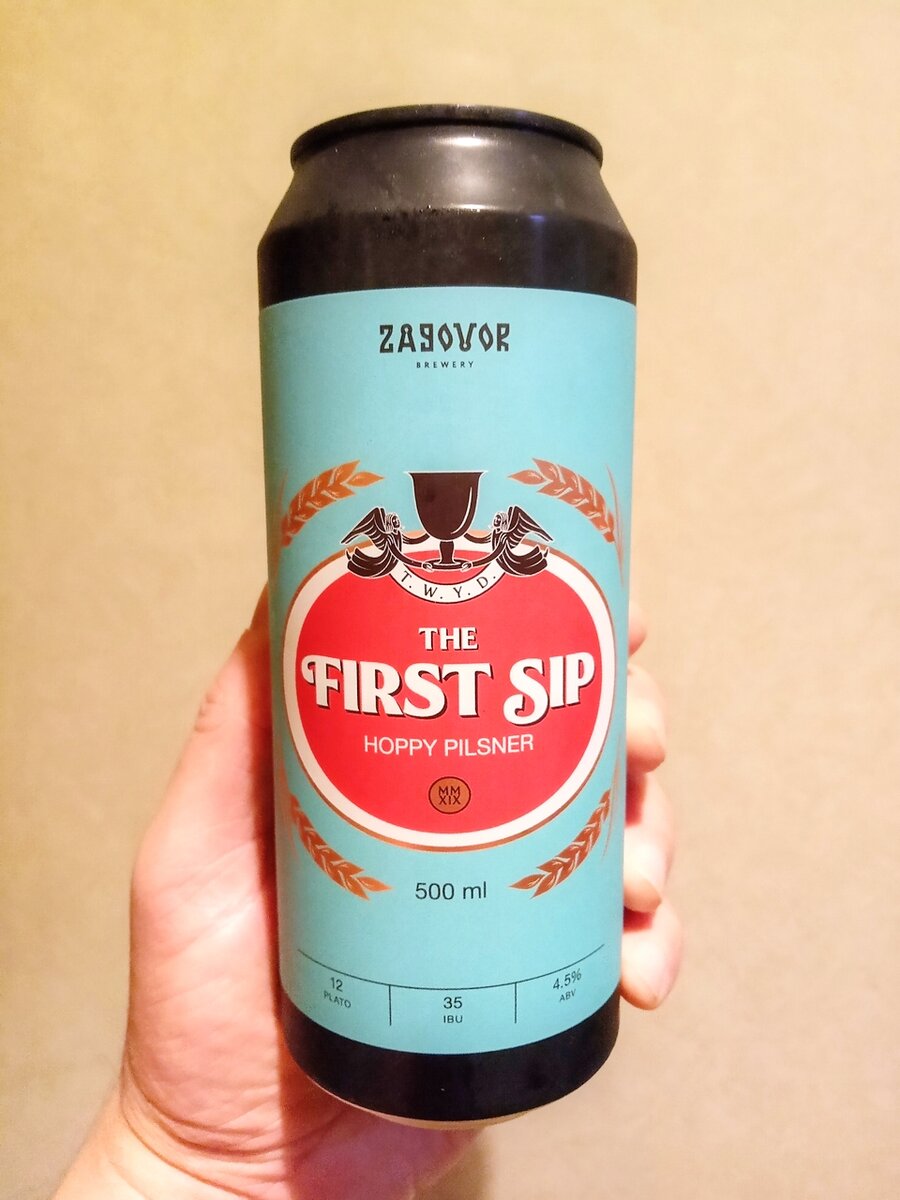 ZAGOVOR
BREWERY
T. W. Y. D.
THE
FIRST SIP
HOPPY PILSNER
MM
XIX
500 ml
12
PLATO
35
IBU
4.5%
ABV